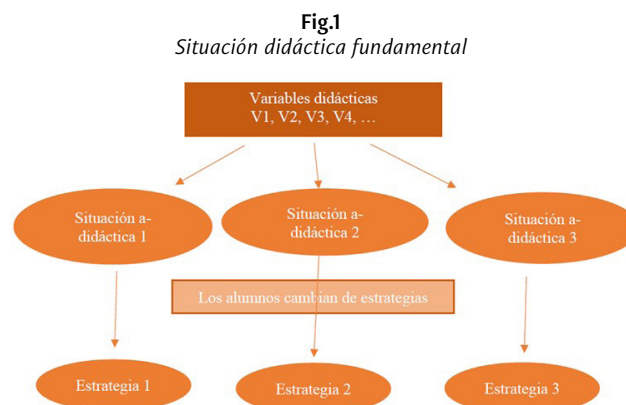 Fig.1
Situación didáctica fundamental
Variables didácticas
V1, V2, V3, V4, ...
Situación a-
didáctica 1
Situación a-
didáctica 2
Situación a-
didáctica 3
Los alumnos cambian de estrategias
Estrategia 1
Estrategia 2
Estrategia 3